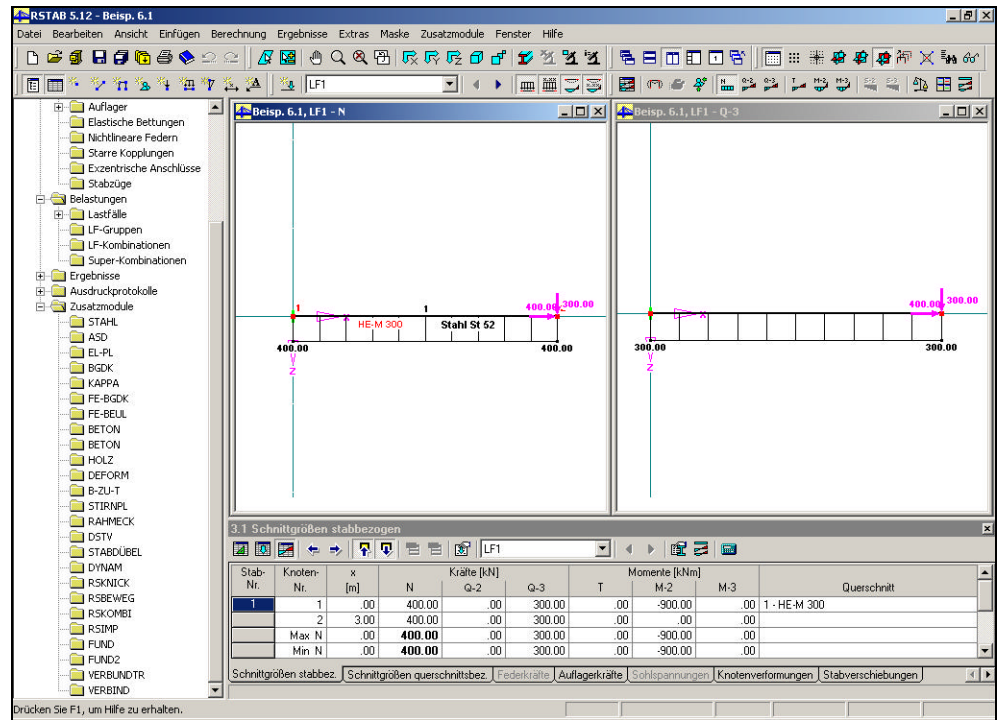 RSTAB 5.12 - Beisp. 6.1
Datei Bearbeiten Ansicht Einfügen Berechnung Ergebnisse Extras Maske Zusatzmodule Fenster Hilfe
LF1
Auflager
Elastische Bettungen
Nichtlineare Federn
Starre Kopplungen
Exzentrische Anschlüsse
Stabzüge
Belastungen
Lastfälle
LF-Gruppen
LF-Kombinationen
Super-Kombinationen
Ergebnisse
Ausdruckprotokolle
Zusatzmodule
STAHL
ASD
EL-PL
BGDK
KAPPA
FE-BGDK
FE-BEUL
BETON
BETON
HOLZ
DEFORM
B-ZU-T
STIRNPL
RAHMECK
DSTV
STABDÜBEL
DYNAM
RSKNICK
RSBEWEG
RSKOMBI
RSIMP
FUND
FUND2
VERBUNDTR
VERBIND
Beisp. 6.1, LF1 - N
1 1 400.00 300.00
x HE-M 300 Stahl St 52
400.00 400.00
Z
Beisp. 6.1, LF1 - Q-3
400.00 300.00
x
300.00 300.00
Z
3.1 Schnittgrößen stabbezogen
LF1
Stab- Knoten- x Kräfte [kN] Momente [kNm]
Nr. Nr. [m] N Q-2 Q-3 T M-2 M-3 Querschnitt
1 1 .00 400.00 .00 300.00 .00 -900.00 .00 1 - HE-M 300
2 3.00 400.00 .00 300.00 .00 .00 .00
Max N .00 400.00 .00 300.00 .00 -900.00 .00
Min N .00 400.00 .00 300.00 .00 -900.00 .00
Schnittgrößen stabbez. Schnittgrößen querschnittsbez. Federkräfte Auflagerkräfte Sohlspannungen Knotenverformungen Stabverschiebungen
Drücken Sie F1, um Hilfe zu erhalten.